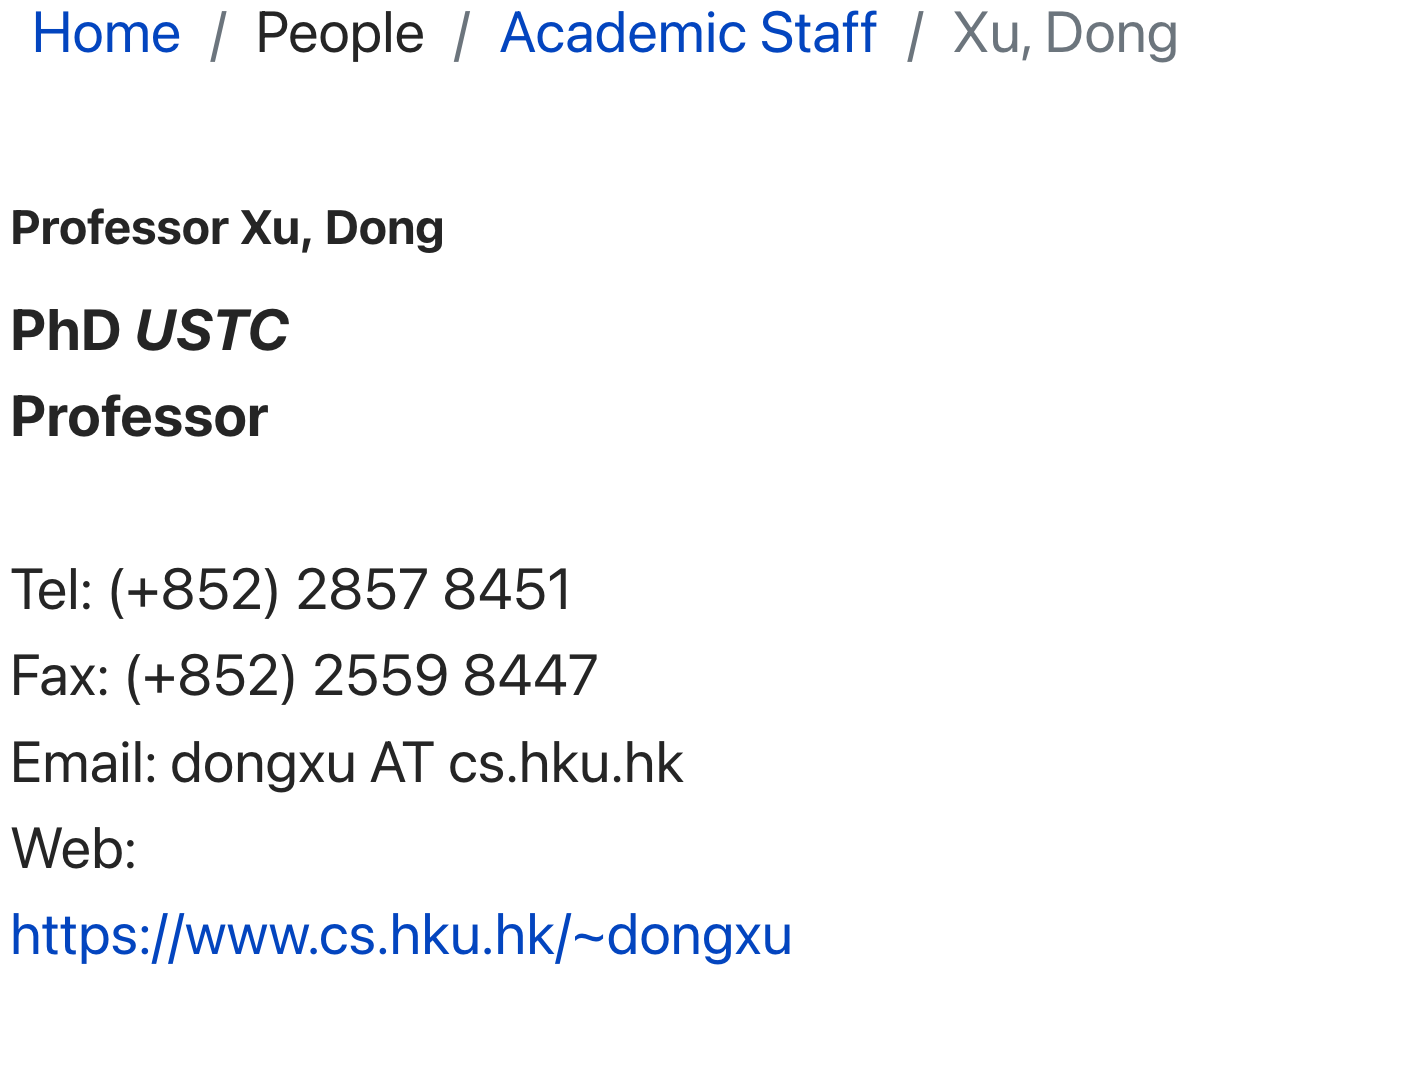 Home / People / Academic Staff / Xu, Dong
Professor Xu, Dong
PhD USTC
Professor
Tel: (+852) 2857 8451
Fax: (+852) 2559 8447
Email: dongxu AT cs.hku.hk
Web:
https://www.cs.hku.hk/~dongxu